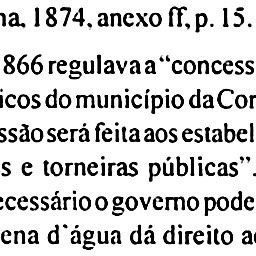 na, 1874, anexo ff, p. 15.
866 regulava a “concess
icos do município da Cor
ssão será feita aos estabel
s e torneiras públicas”.
ecessário o governo pode
ena d'água dá direito a